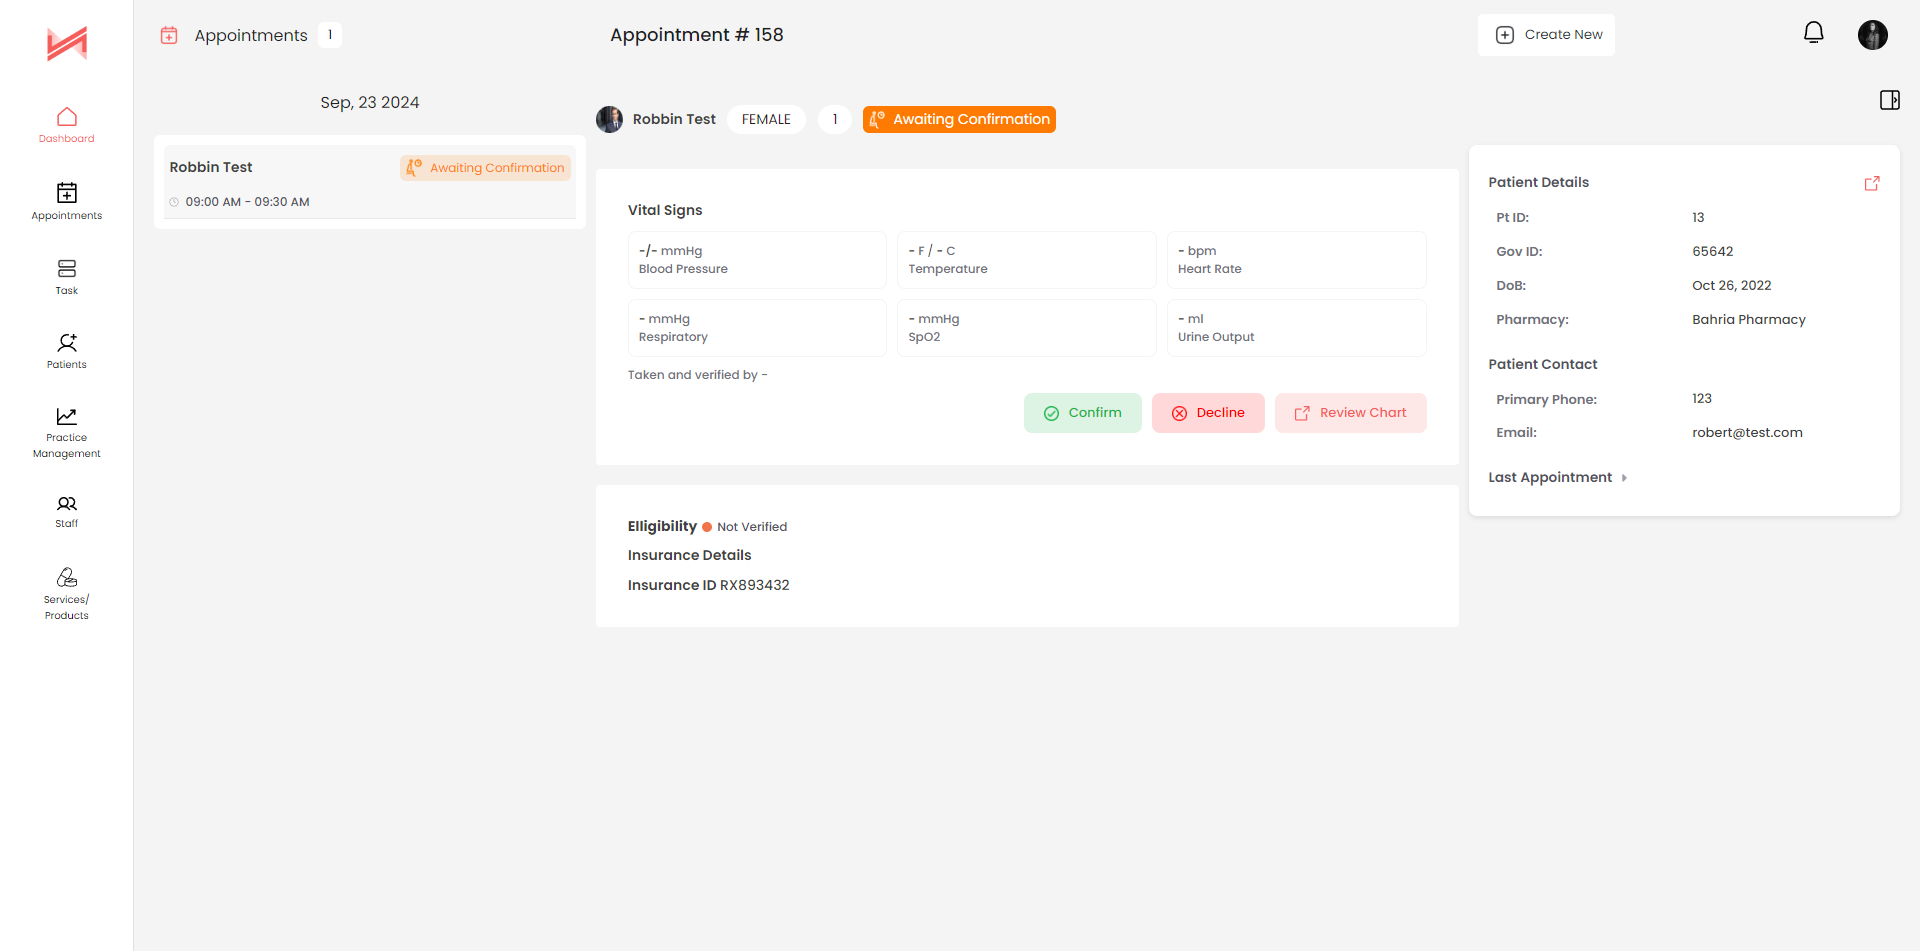 Appointments 1
Appointment # 158
Create New
Dashboard
Appointments
Task
Patients
Practice
Management
Staff
Services/
Products
Sep, 23 2024
Robbin Test
Awaiting Confirmation
09:00 AM - 09:30 AM
Robbin Test FEMALE 1 Awaiting Confirmation
Vital Signs
-/- mmHg
Blood Pressure
- F / - C
Temperature
- bpm
Heart Rate
- mmHg
Respiratory
- mmHg
SpO2
- ml
Urine Output
Taken and verified by -
Confirm
Decline
Review Chart
Elligibility Not Verified
Insurance Details
Insurance ID RX893432
Patient Details
Pt ID: 13
Gov ID: 65642
DoB: Oct 26, 2022
Pharmacy: Bahria Pharmacy
Patient Contact
Primary Phone: 123
Email: robert@test.com
Last Appointment